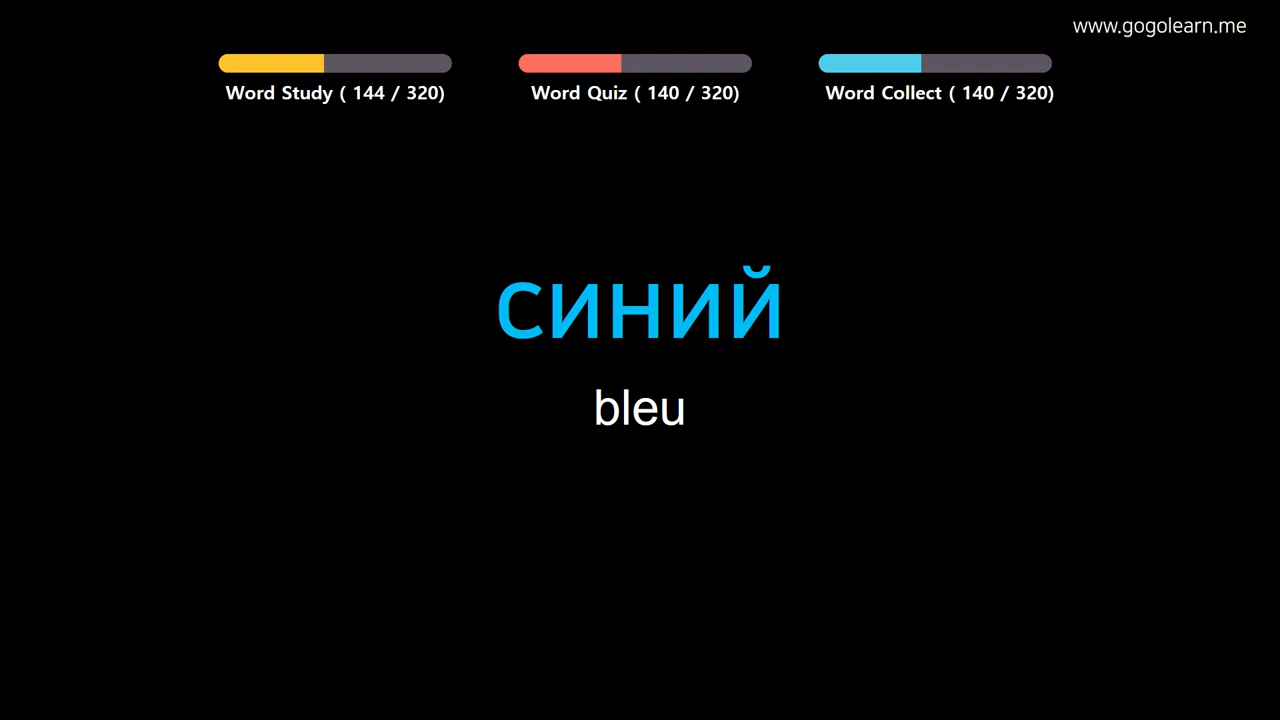 www.gogolearn.me
Word Study ( 144 / 320)
Word Quiz ( 140 / 320)
Word Collect ( 140 / 320)
синий
bleu